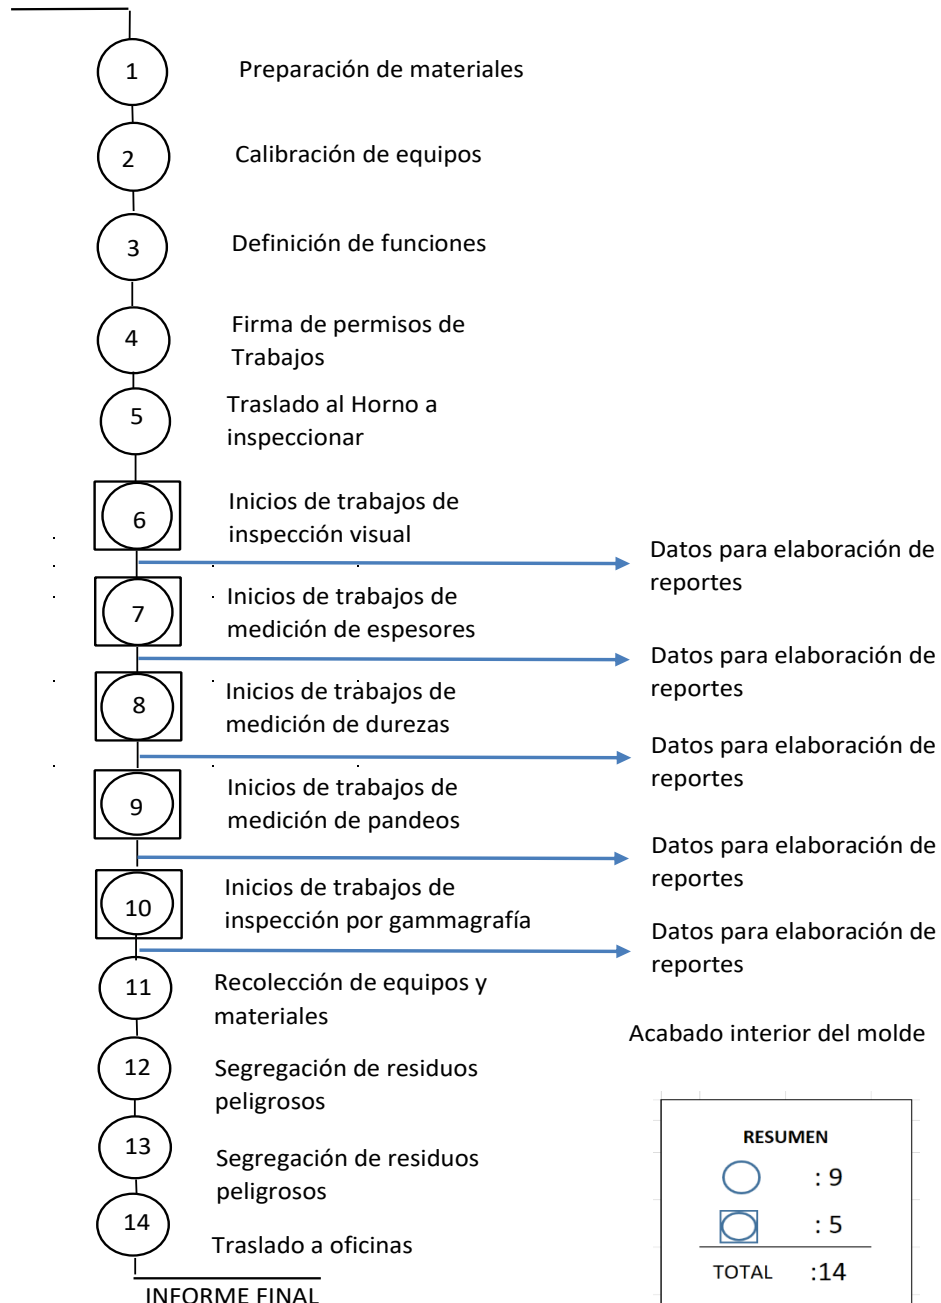 1
Preparación de materiales
2
Calibración de equipos
3
Definición de funciones
4
Firma de permisos de
Trabajos
5
Traslado al Horno a
inspeccionar
6
Inicios de trabajos de
inspección visual
Datos para elaboración de
reportes
7
Inicios de trabajos de
medición de espesores
Datos para elaboración de
reportes
8
Inicios de trabajos de
medición de durezas
Datos para elaboración de
reportes
9
Inicios de trabajos de
medición de pandeos
Datos para elaboración de
reportes
10
Inicios de trabajos de
inspección por gammagrafía
Datos para elaboración de
reportes
11
Recolección de equipos y
materiales
Acabado interior del molde
12
Segregación de residuos
peligrosos
13
Segregación de residuos
peligrosos
14
Traslado a oficinas
INFORME FINAL
RESUMEN
: 9
: 5
TOTAL :14